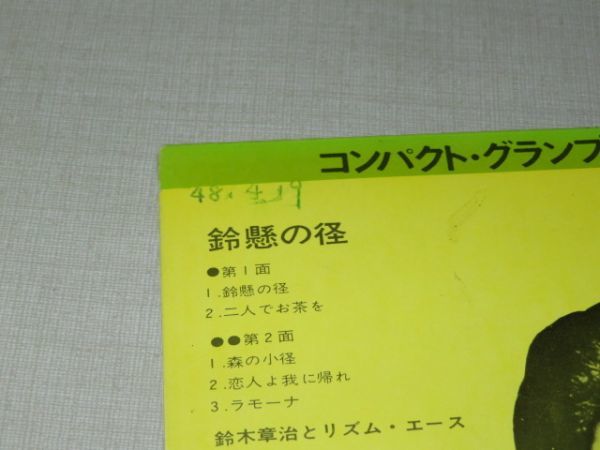 コンパクト・グランプ
48.4.19
鈴懸の径
●第1面
1.鈴懸の径
2.二人でお茶を
●●第2面
1.森の小径
2.恋人よ我に帰れ
3.ラモーナ
鈴木章治とリズム・エース